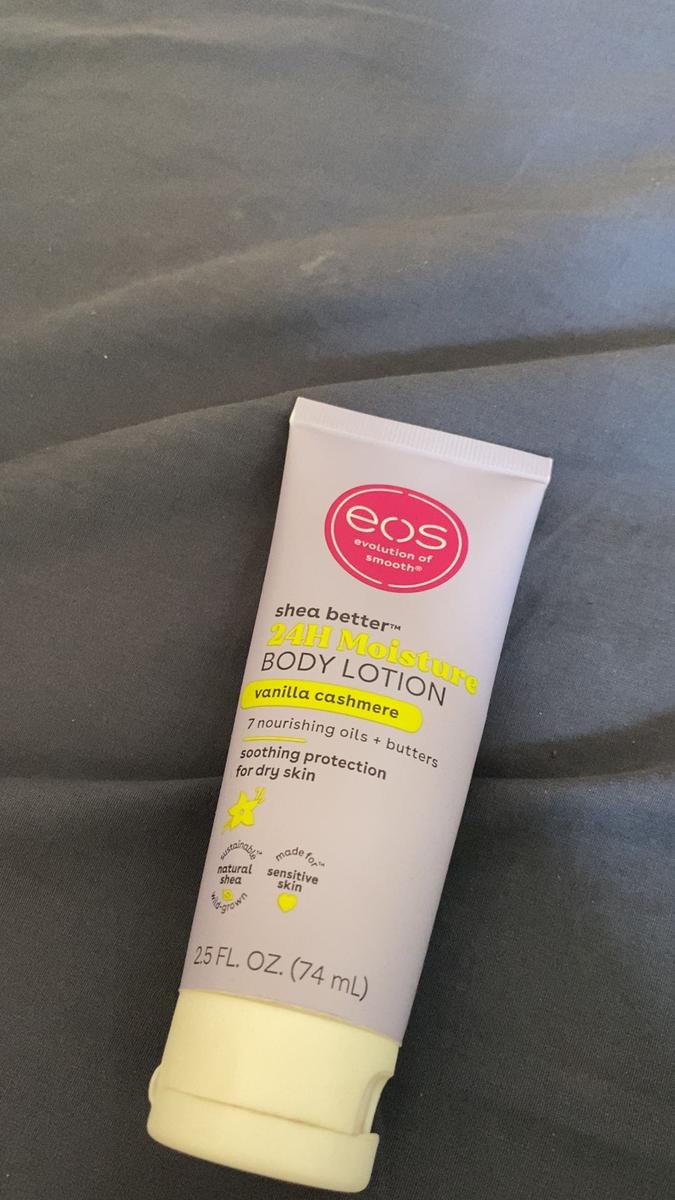 eos
evolution of
smooth®
shea better™
24H Moisture
BODY LOTION
vanilla cashmere
7 nourishing oils + butters
soothing protection
for dry skin
sustainable™
natural
shea
wild-grown
made for™
sensitive
skin
2.5 FL. OZ. (74 mL)